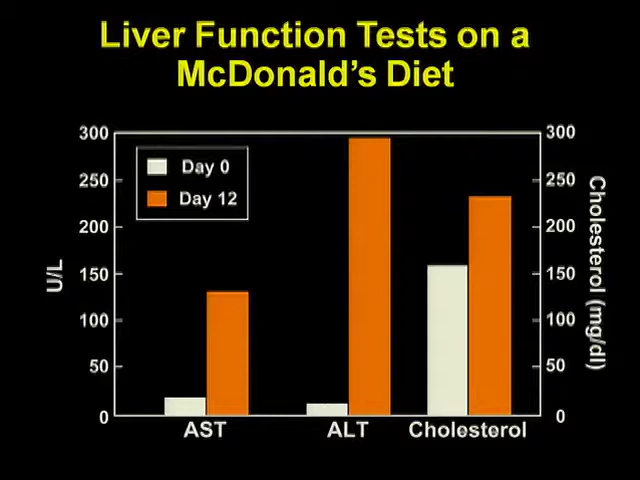 Liver Function Tests on a
McDonald's Diet
300
250
200
150
100
50
0
U/L
Day 0
Day 12
300
250
200
150
100
50
0
Cholesterol (mg/dl)
AST
ALT
Cholesterol